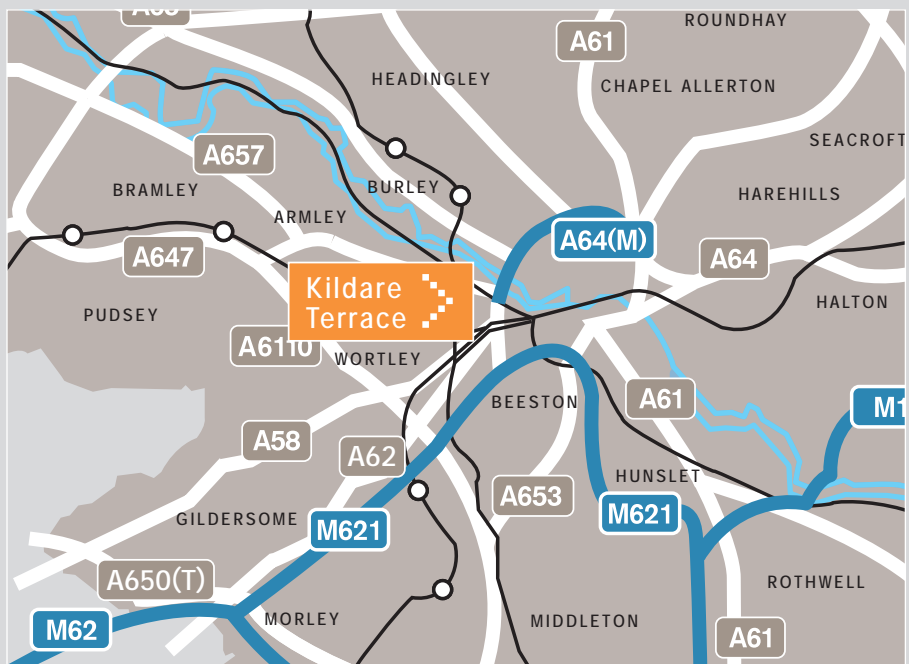 ROUNDHAY
A61
HEADINGLEY
CHAPEL ALLERTON
SEACROFT
A657
BRAMLEY
BURLEY
HAREHILLS
ARMLEY
A64(M)
A647
A64
Kildare
Terrace
HALTON
PUDSEY
A6110
WORTLEY
BEESTON
A61
M1
A58
A62
HUNSLET
A653
M621
GILDERSOME
M621
A650(T)
ROTHWELL
MORLEY
MIDDLETON
M62
A61